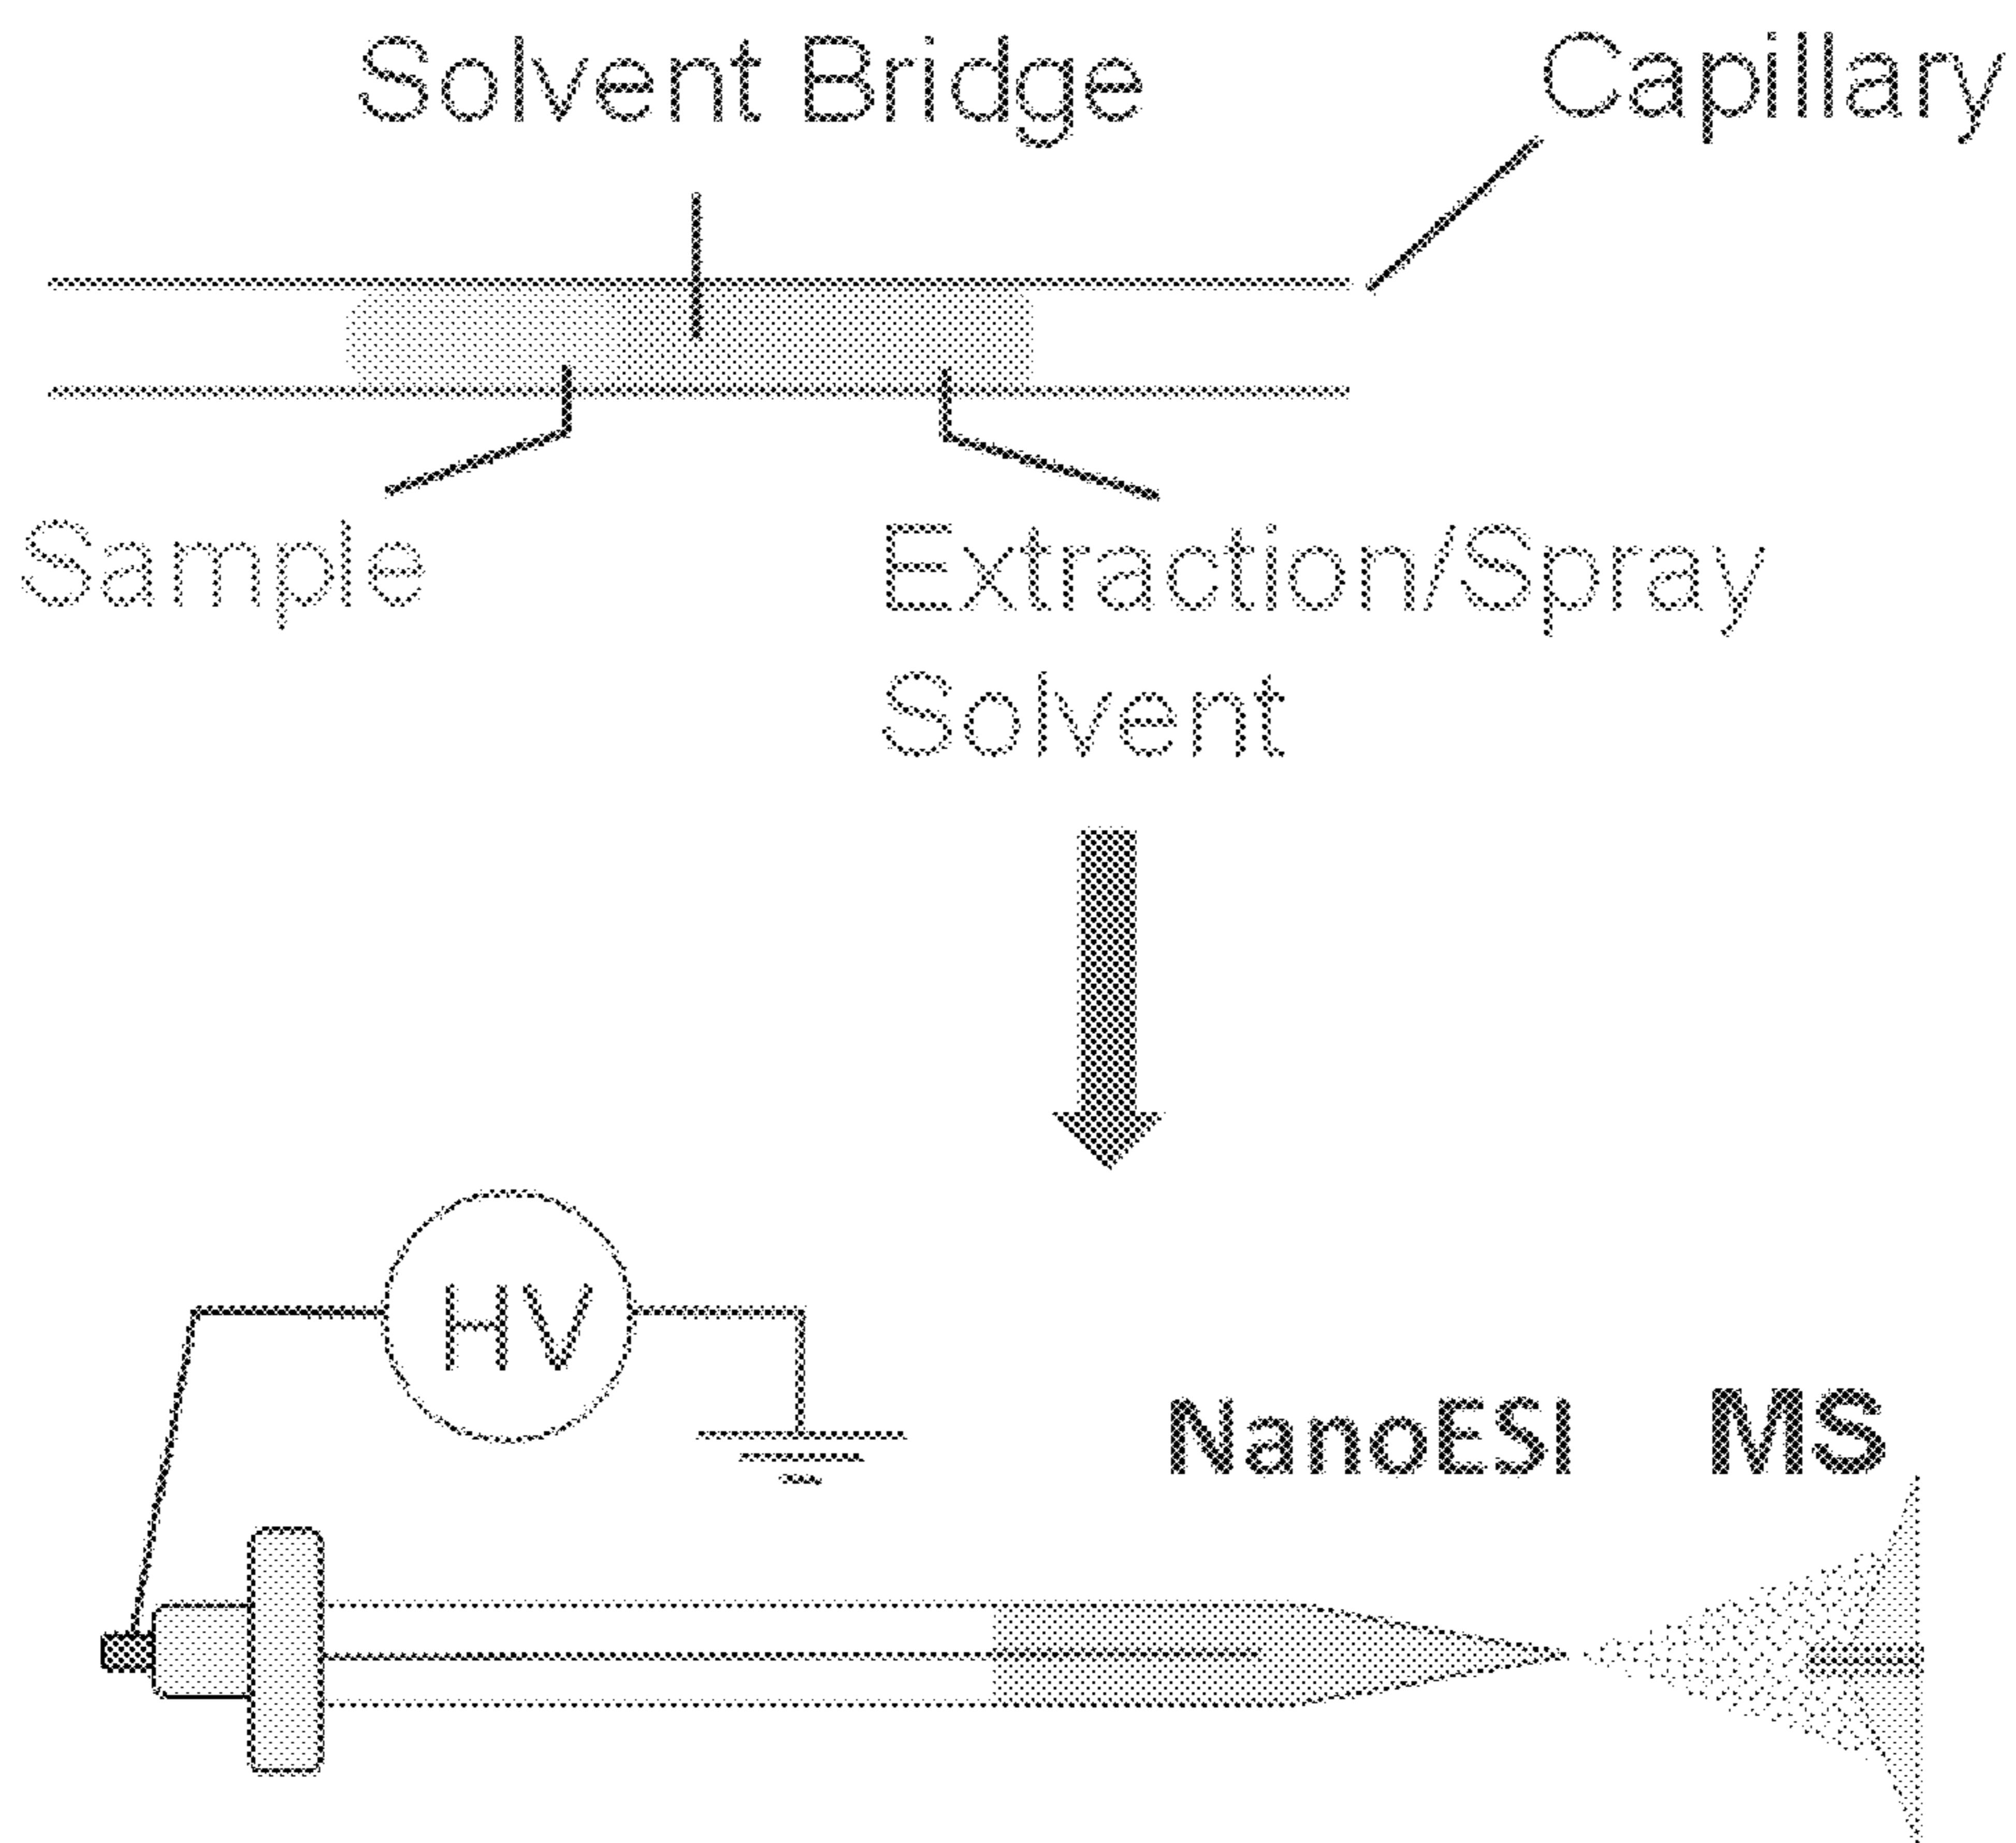 Solvent Bridge
Capillary
Sample
Extraction/Spray
Solvent
HV
NanoESI
MS